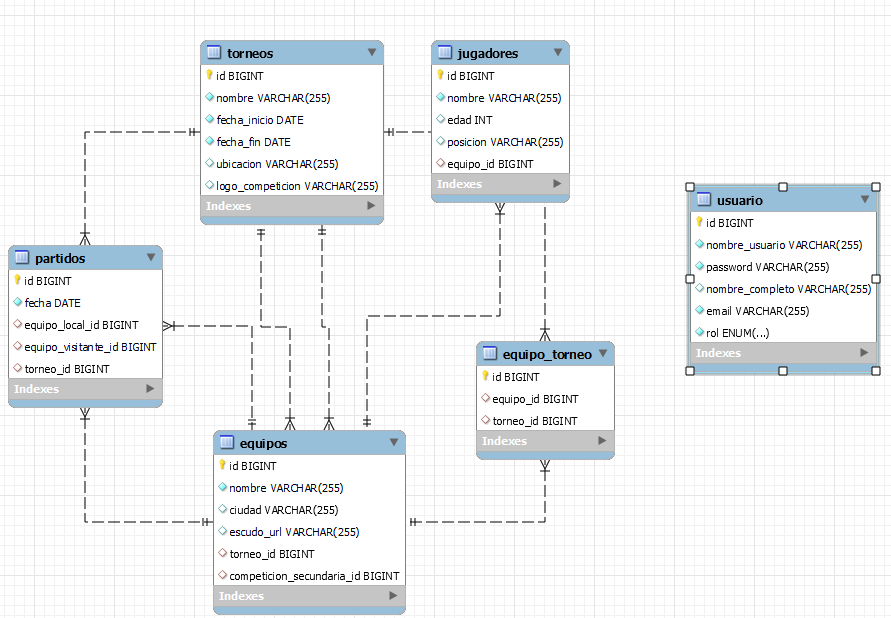 torneos
id BIGINT
nombre VARCHAR(255)
fecha_inicio DATE
fecha_fin DATE
ubicacion VARCHAR(255)
logo_competicion VARCHAR(255)
Indexes
jugadores
id BIGINT
nombre VARCHAR(255)
edad INT
posicion VARCHAR(255)
equipo_id BIGINT
Indexes
usuario
id BIGINT
nombre_usuario VARCHAR(255)
password VARCHAR(255)
nombre_completo VARCHAR(255)
email VARCHAR(255)
rol ENUM(...)
Indexes
partidos
id BIGINT
fecha DATE
equipo_local_id BIGINT
equipo_visitante_id BIGINT
torneo_id BIGINT
Indexes
equipo_torneo
id BIGINT
equipo_id BIGINT
torneo_id BIGINT
Indexes
equipos
id BIGINT
nombre VARCHAR(255)
ciudad VARCHAR(255)
escudo_url VARCHAR(255)
torneo_id BIGINT
competicion_secundaria_id BIGINT
Indexes